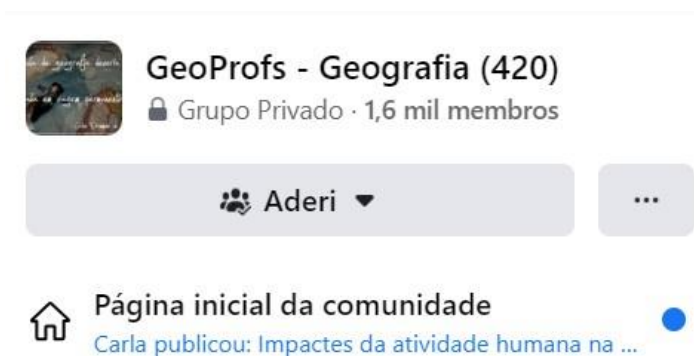 GeoProfs - Geografia (420)
Grupo Privado · 1,6 mil membros
Aderi
...
Página inicial da comunidade
Carla publicou: Impactes da atividade humana na ...